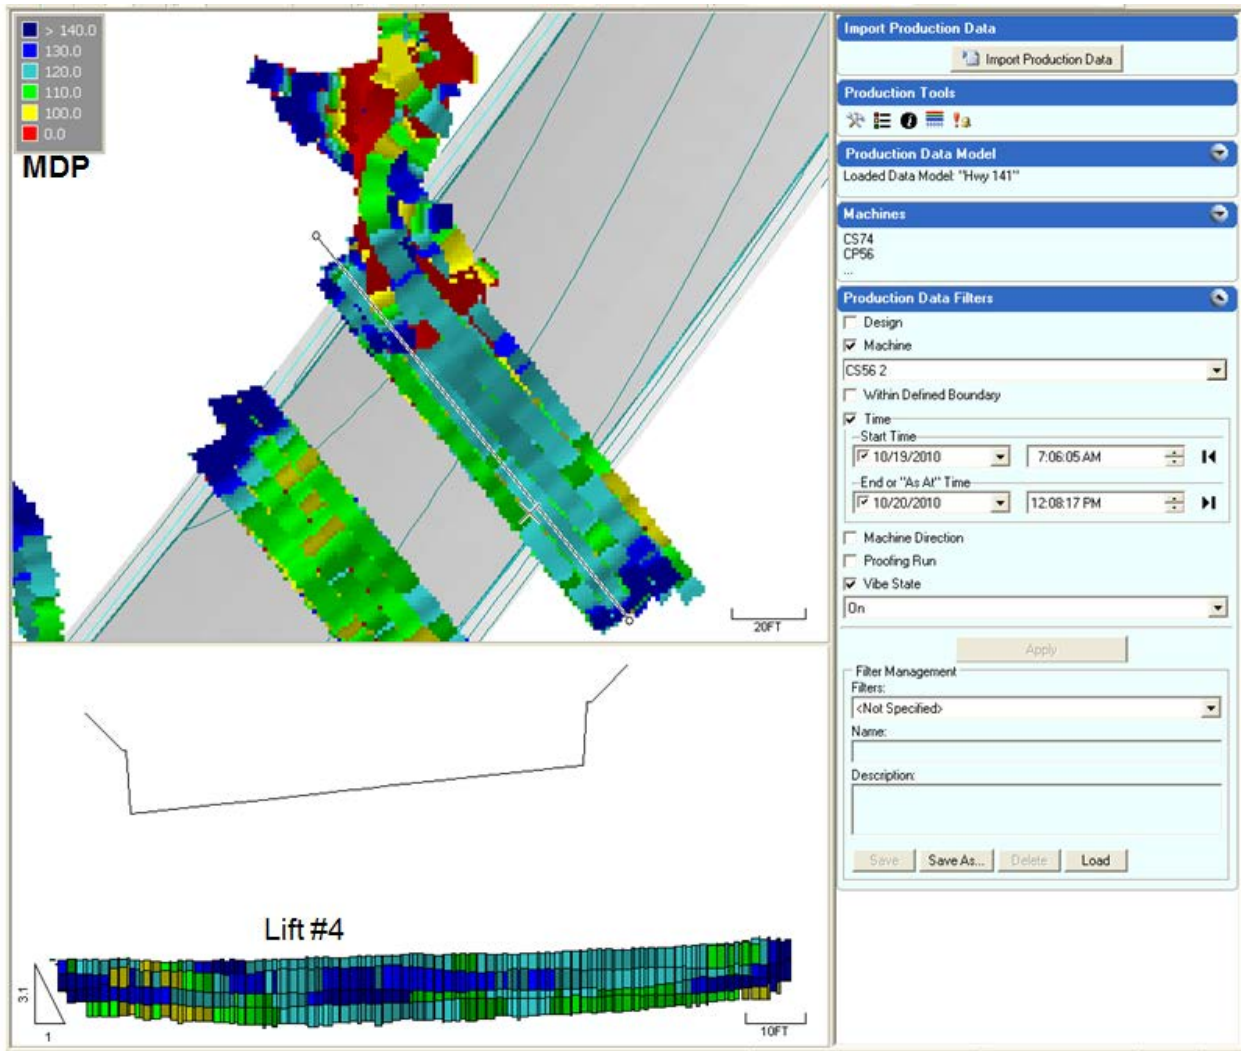 > 140.0
130.0
120.0
110.0
100.0
0.0
MDP
20FT
Lift #4
3.1
1
10FT
Import Production Data
Import Production Data
Production Tools
Production Data Model
Loaded Data Model: "Hwy 141"
Machines
CS74
CP56
...
Production Data Filters
Design
Machine
CS56 2
Within Defined Boundary
Time
Start Time
10/19/2010 7:06:05 AM
End or "As At" Time
10/20/2010 12:08:17 PM
Machine Direction
Proofing Run
Vibe State
On
Apply
Filter Management
Filters:
<Not Specified>
Name:
Description:
Save Save As... Delete Load